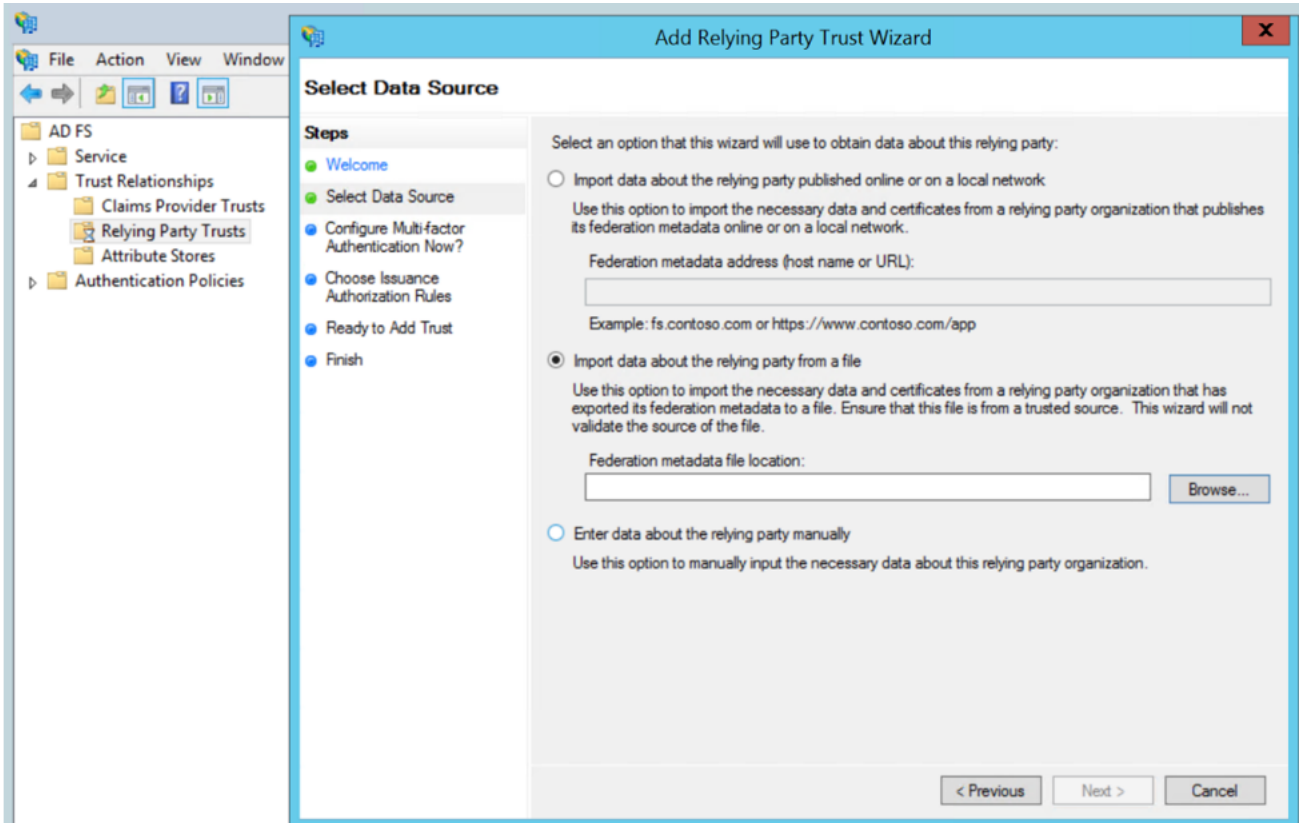 Add Relying Party Trust Wizard
X
File Action View Window
Select Data Source
AD FS
Service
Trust Relationships
Claims Provider Trusts
Relying Party Trusts
Attribute Stores
Authentication Policies
Steps
Welcome
Select Data Source
Configure Multi-factor
Authentication Now?
Choose Issuance
Authorization Rules
Ready to Add Trust
Finish
Select an option that this wizard will use to obtain data about this relying party:
Import data about the relying party published online or on a local network
Use this option to import the necessary data and certificates from a relying party organization that publishes
its federation metadata online or on a local network.
Federation metadata address (host name or URL):
Example: fs.contoso.com or https://www.contoso.com/app
Import data about the relying party from a file
Use this option to import the necessary data and certificates from a relying party organization that has
exported its federation metadata to a file. Ensure that this file is from a trusted source. This wizard will not
validate the source of the file.
Federation metadata file location:
Browse...
Enter data about the relying party manually
Use this option to manually input the necessary data about this relying party organization.
< Previous
Next >
Cancel